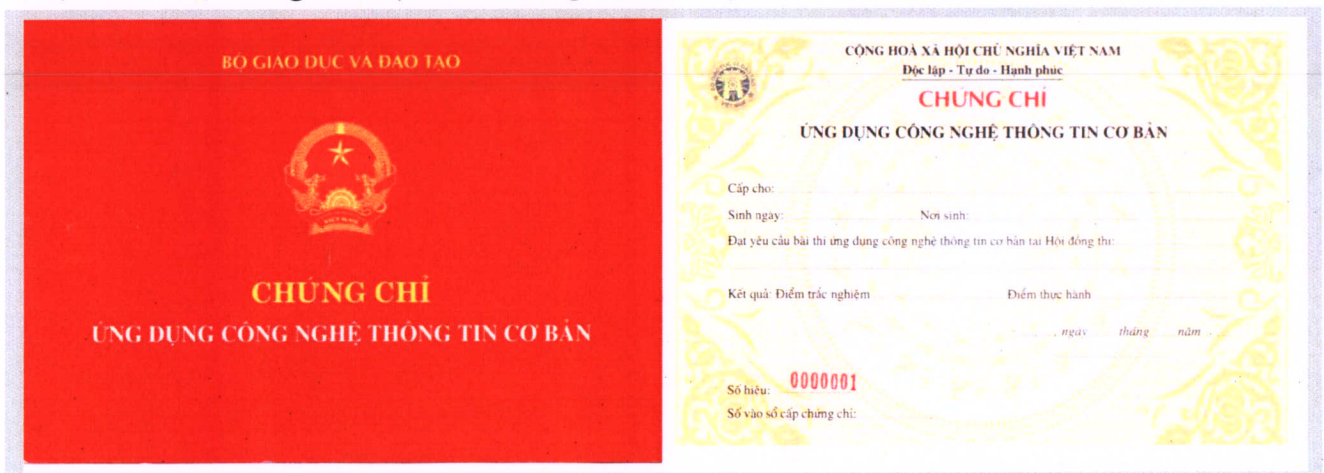 BỘ GIÁO DỤC VÀ ĐÀO TẠO
VIỆT NAM
CHỨNG CHỈ
ỨNG DỤNG CÔNG NGHỆ THÔNG TIN CƠ BẢN
CỘNG HOÀ XÃ HỘI CHỦ NGHĨA VIỆT NAM
Độc lập - Tự do - Hạnh phúc
CHỨNG CHỈ
ỨNG DỤNG CÔNG NGHỆ THÔNG TIN CƠ BẢN
Cấp cho:
Sinh ngày: Nơi sinh:
Đạt yêu cầu bài thi ứng dụng công nghệ thông tin cơ bản tại Hội đồng thi:
Kết quả: Điểm trắc nghiệm Điểm thực hành
, ngày tháng năm
Số hiệu: 0000001
Số vào sổ cấp chứng chỉ: